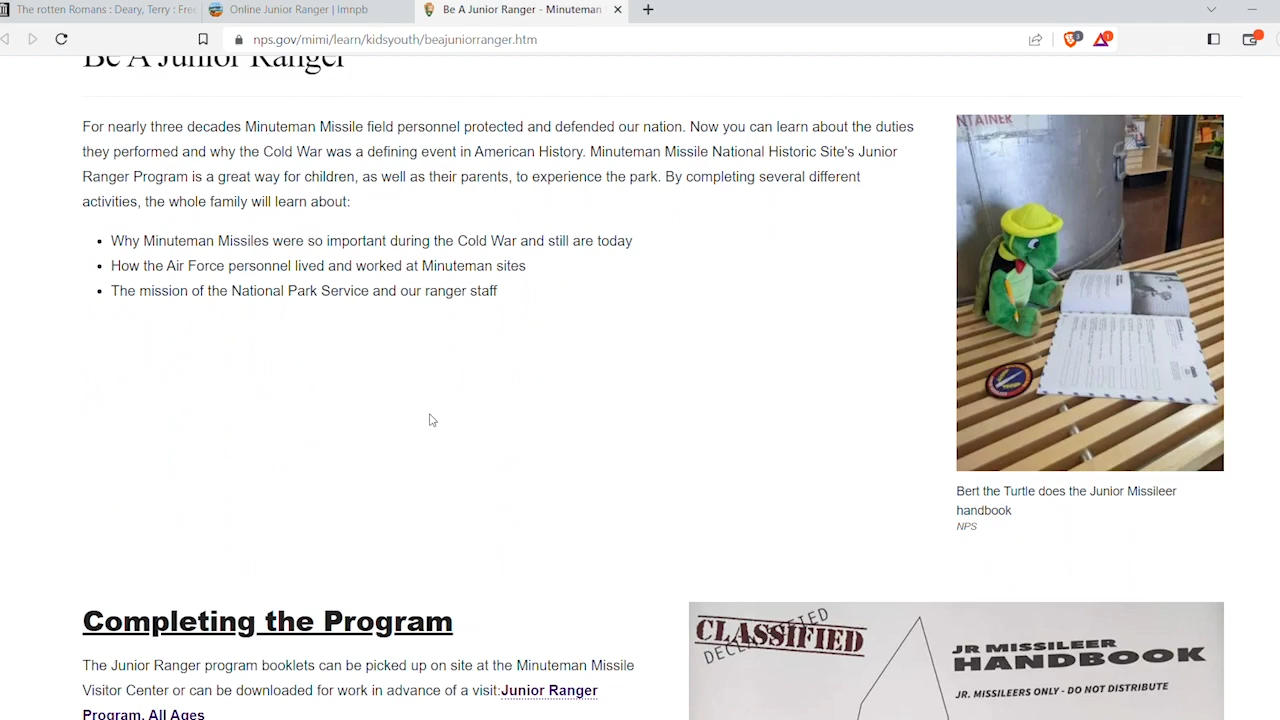 The rotten Romans : Deary, Terry : Fre
Online Junior Ranger | lmnpb
Be A Junior Ranger - Minuteman
nps.gov/mimi/learn/kidsyouth/beajuniorranger.htm
3
1
Be A Junior Ranger
For nearly three decades Minuteman Missile field personnel protected and defended our nation. Now you can learn about the duties
they performed and why the Cold War was a defining event in American History. Minuteman Missile National Historic Site's Junior
Ranger Program is a great way for children, as well as their parents, to experience the park. By completing several different
activities, the whole family will learn about:
Why Minuteman Missiles were so important during the Cold War and still are today
How the Air Force personnel lived and worked at Minuteman sites
The mission of the National Park Service and our ranger staff
NTAINER
Bert the Turtle does the Junior Missileer
handbook
NPS
Completing the Program
The Junior Ranger program booklets can be picked up on site at the Minuteman Missile
Visitor Center or can be downloaded for work in advance of a visit:Junior Ranger
Program, All Ages
CLASSIFIED
DECLASSIFIED
JR MISSILEER
HANDBOOK
JR. MISSILEERS ONLY - DO NOT DISTRIBUTE